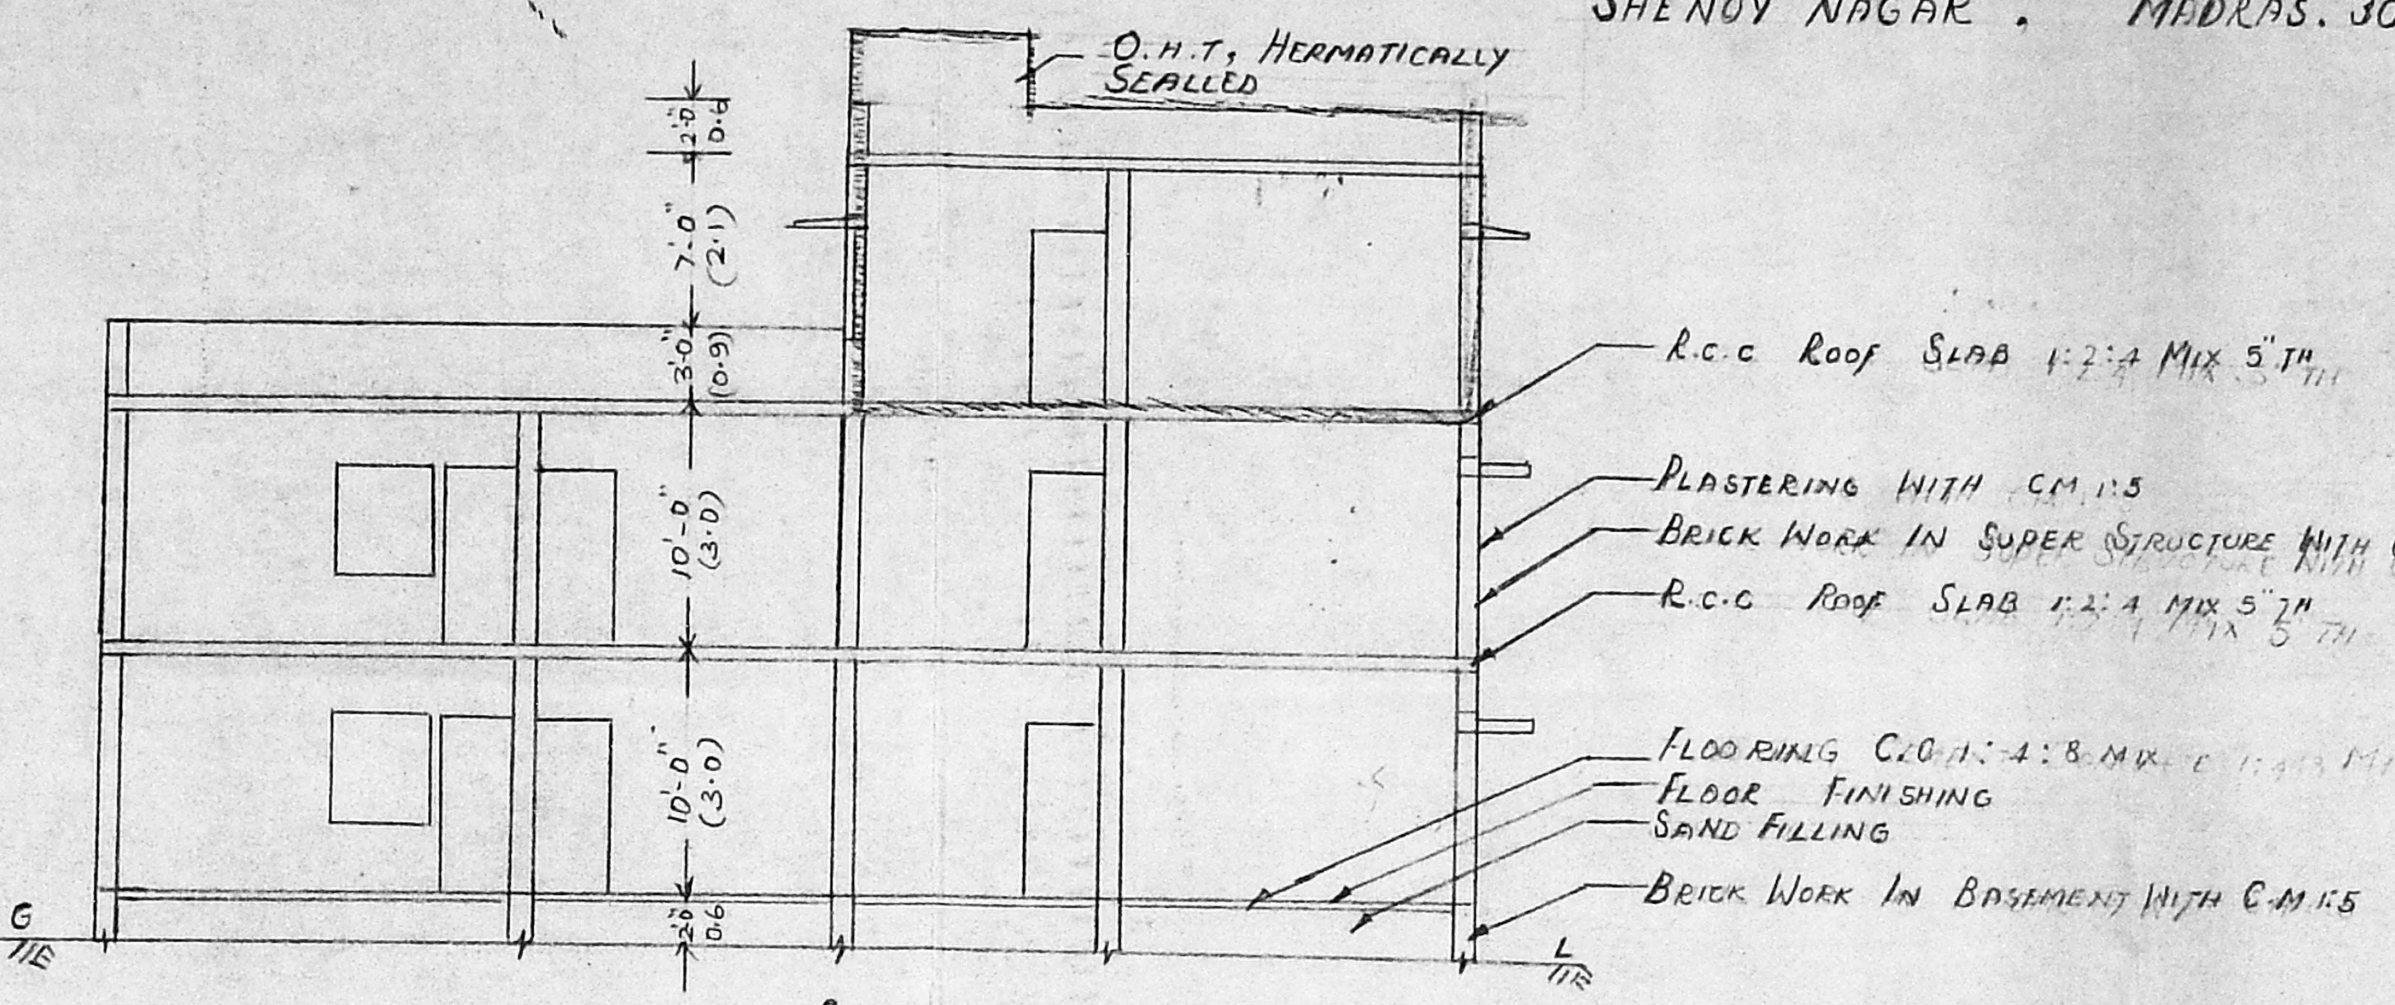 SHENOY NAGAR . MADRAS. 30
O.H.T, HERMATICALLY
SEALLED
2'-0"
0.6
7'-0"
(2.1)
3'-0"
(0.9)
R.C.C ROOF SLAB 1:2:4 MIX 5" TH
PLASTERING WITH CM 1:5
10'-0"
(3.0)
BRICK WORK IN SUPER STRUCTURE WITH
R.C.C ROOF SLAB 1:2:4 MIX 5" TH
10'-0"
(3.0)
FLOORING C.C 1:4:8 MIX
FLOOR FINISHING
SAND FILLING
BRICK WORK IN BASEMENT WITH C.M 1:5
2'-0"
0.6
G
L